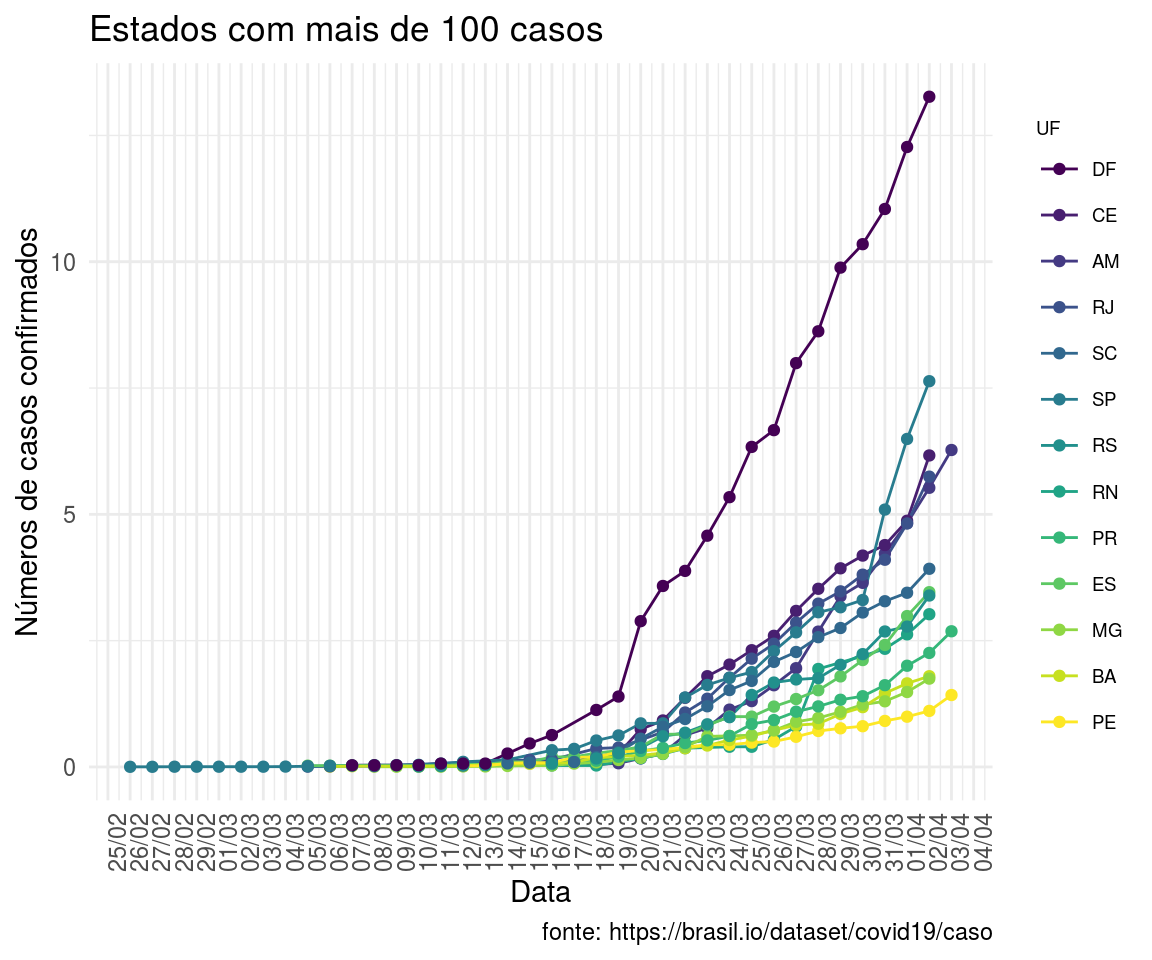 Estados com mais de 100 casos
Números de casos confirmados
10
5
0
25/02
26/02
27/02
28/02
29/02
01/03
02/03
03/03
04/03
05/03
06/03
07/03
08/03
09/03
10/03
11/03
12/03
13/03
14/03
15/03
16/03
17/03
18/03
19/03
20/03
21/03
22/03
23/03
24/03
25/03
26/03
27/03
28/03
29/03
30/03
31/03
01/04
02/04
03/04
04/04
Data
fonte: https://brasil.io/dataset/covid19/caso
UF
DF
CE
AM
RJ
SC
SP
RS
RN
PR
ES
MG
BA
PE